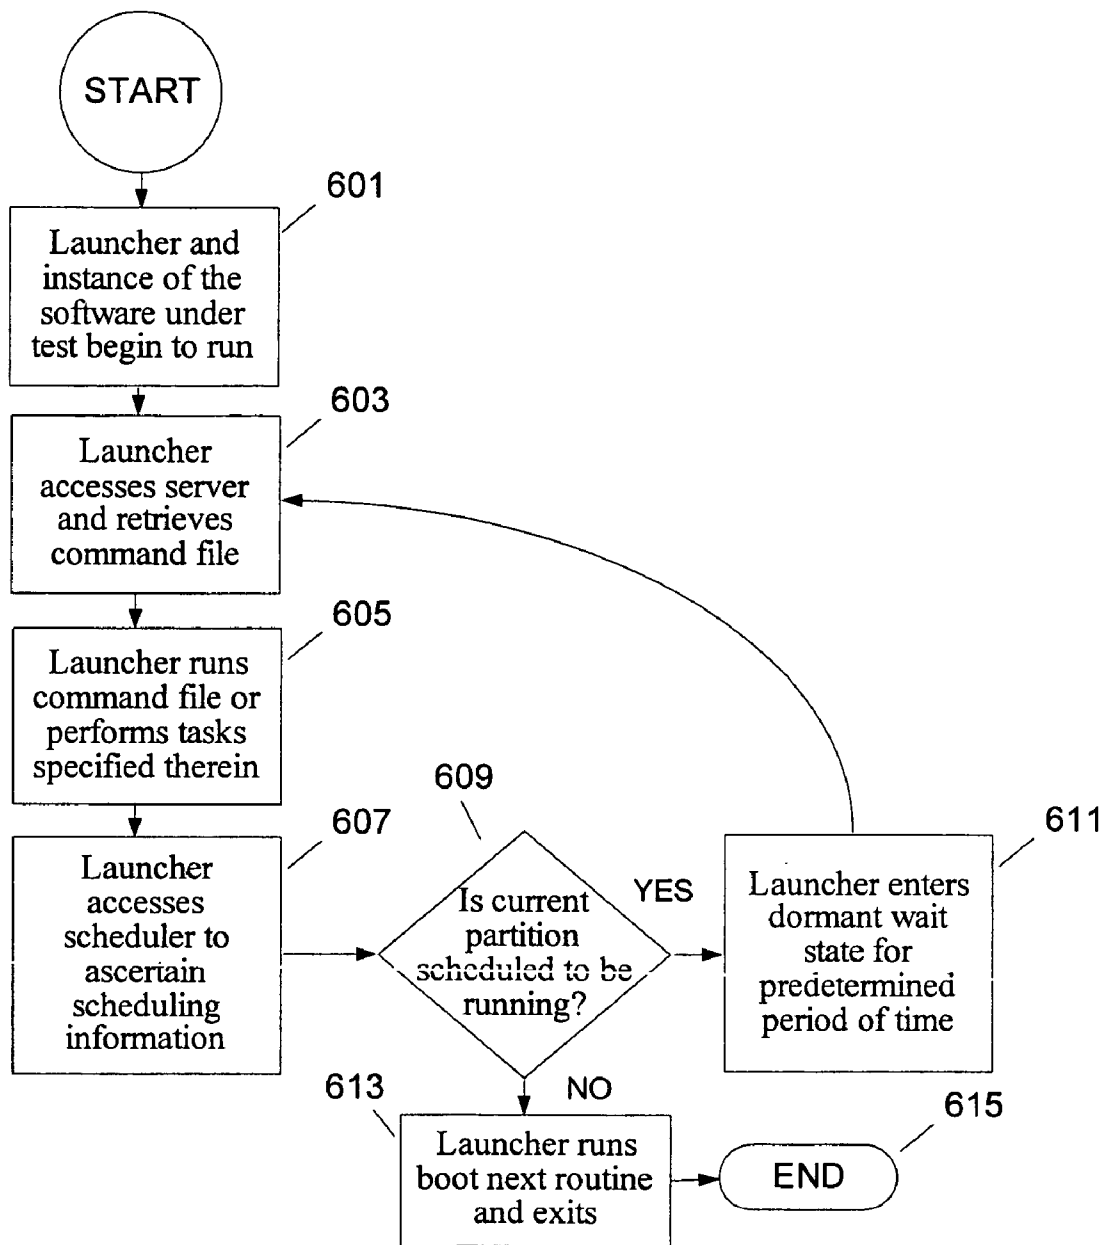 START
601
Launcher and
instance of the
software under
test begin to run
603
Launcher
accesses server
and retrieves
command file
605
Launcher runs
command file or
performs tasks
specified therein
607
Launcher
accesses
scheduler to
ascertain
scheduling
information
609
Is current
partition
scheduled to be
running?
YES
611
Launcher enters
dormant wait
state for
predetermined
period of time
NO
613
Launcher runs
boot next routine
and exits
615
END